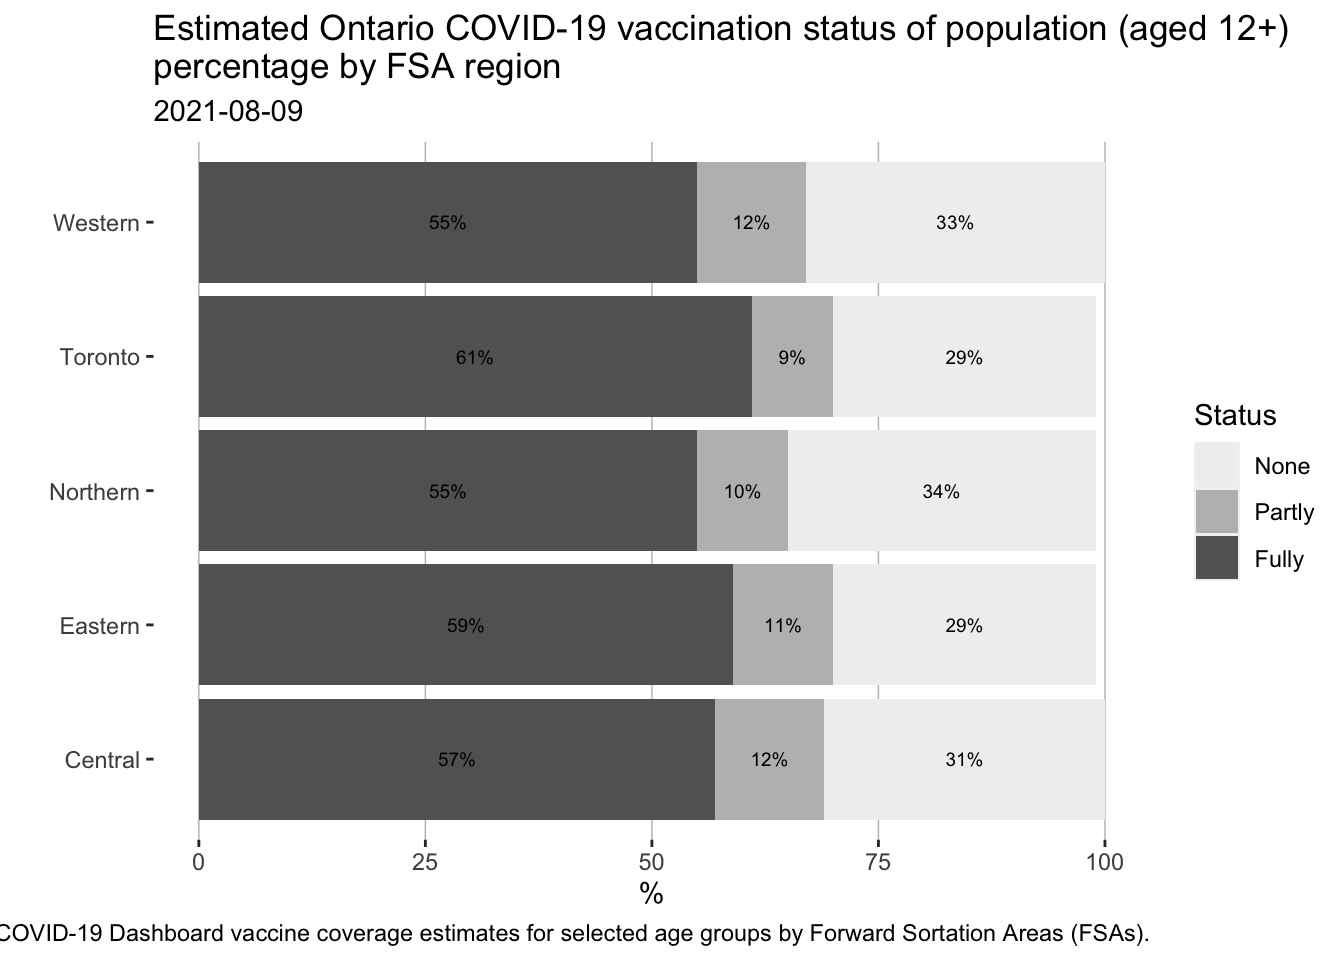 Estimated Ontario COVID-19 vaccination status of population (aged 12+)
percentage by FSA region
2021-08-09
Western
55%
12%
33%
Toronto
61%
9%
29%
Northern
55%
10%
34%
Eastern
59%
11%
29%
Central
57%
12%
31%
0
25
50
75
100
%
Status
None
Partly
Fully
COVID-19 Dashboard vaccine coverage estimates for selected age groups by Forward Sortation Areas (FSAs).